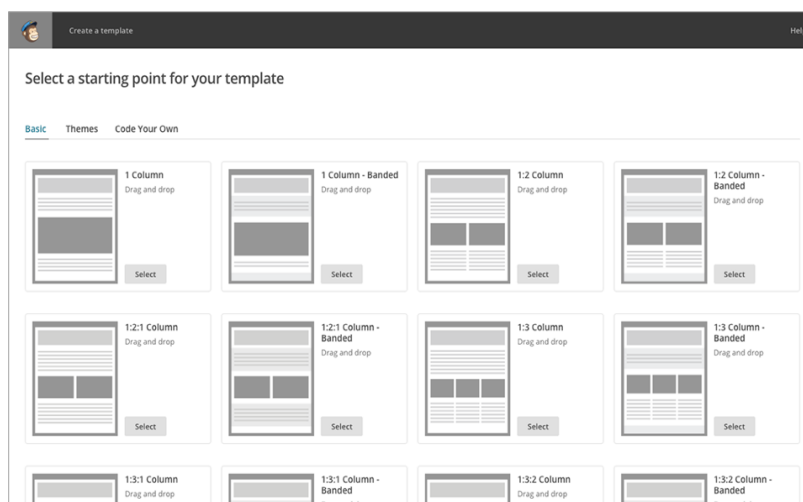 Create a template
Hel
Select a starting point for your template
Basic Themes Code Your Own
1 Column
Drag and drop
Select
1 Column - Banded
Drag and drop
Select
1:2 Column
Drag and drop
Select
1:2 Column -
Banded
Drag and drop
Select
1:2:1 Column
Drag and drop
Select
1:2:1 Column -
Banded
Drag and drop
Select
1:3 Column
Drag and drop
Select
1:3 Column -
Banded
Drag and drop
Select
1:3:1 Column
Drag and drop
1:3:1 Column -
Banded
1:3:2 Column
Drag and drop
1:3:2 Column -
Banded